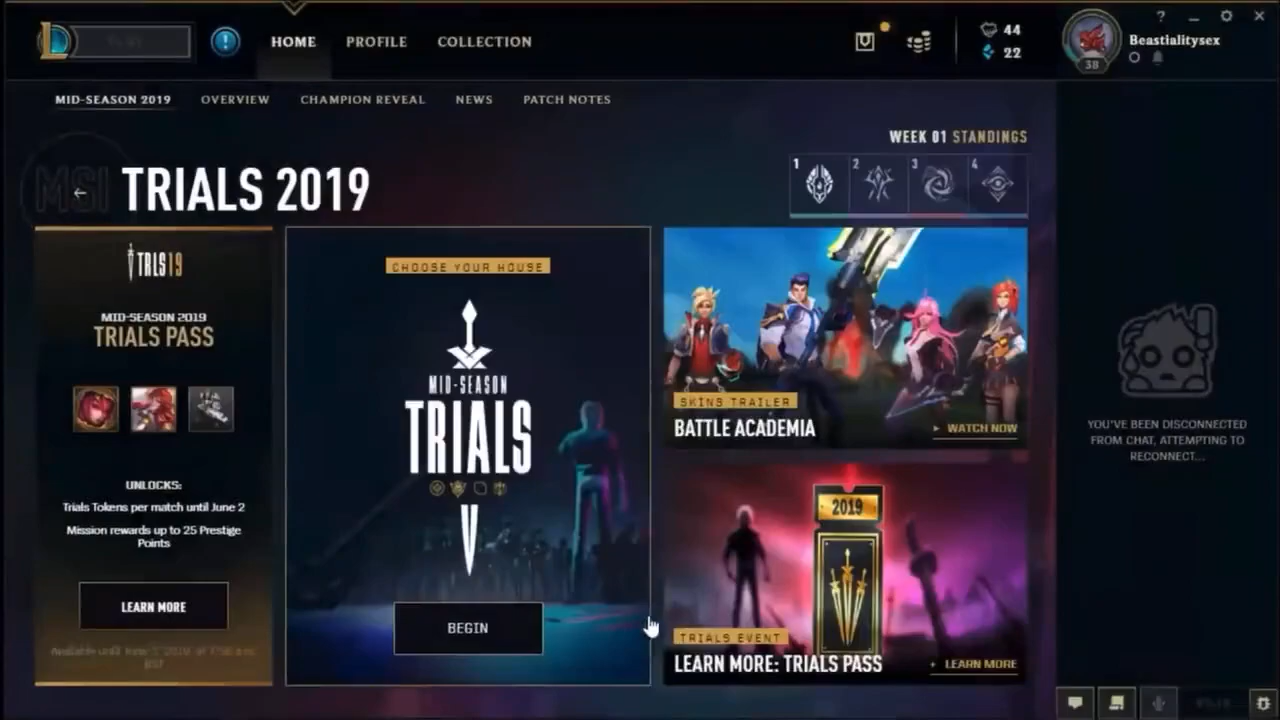 HOME
PROFILE
COLLECTION
44
22
?
38
Beastialitysex
MID-SEASON 2019
OVERVIEW
CHAMPION REVEAL
NEWS
PATCH NOTES
WEEK 01 STANDINGS
1
2
3
4
MSI
TRIALS 2019
TRLS19
MID-SEASON 2019
TRIALS PASS
UNLOCKS:
Trials Tokens per match until June 2
Mission rewards up to 25 Prestige
Points
LEARN MORE
CHOOSE YOUR HOUSE
MID-SEASON
TRIALS
BEGIN
SKINS TRAILER
BATTLE ACADEMIA
WATCH NOW
2019
TRIALS EVENT
LEARN MORE: TRIALS PASS
+ LEARN MORE
YOU'VE BEEN DISCONNECTED
FROM CHAT, ATTEMPTING TO
RECONNECT...